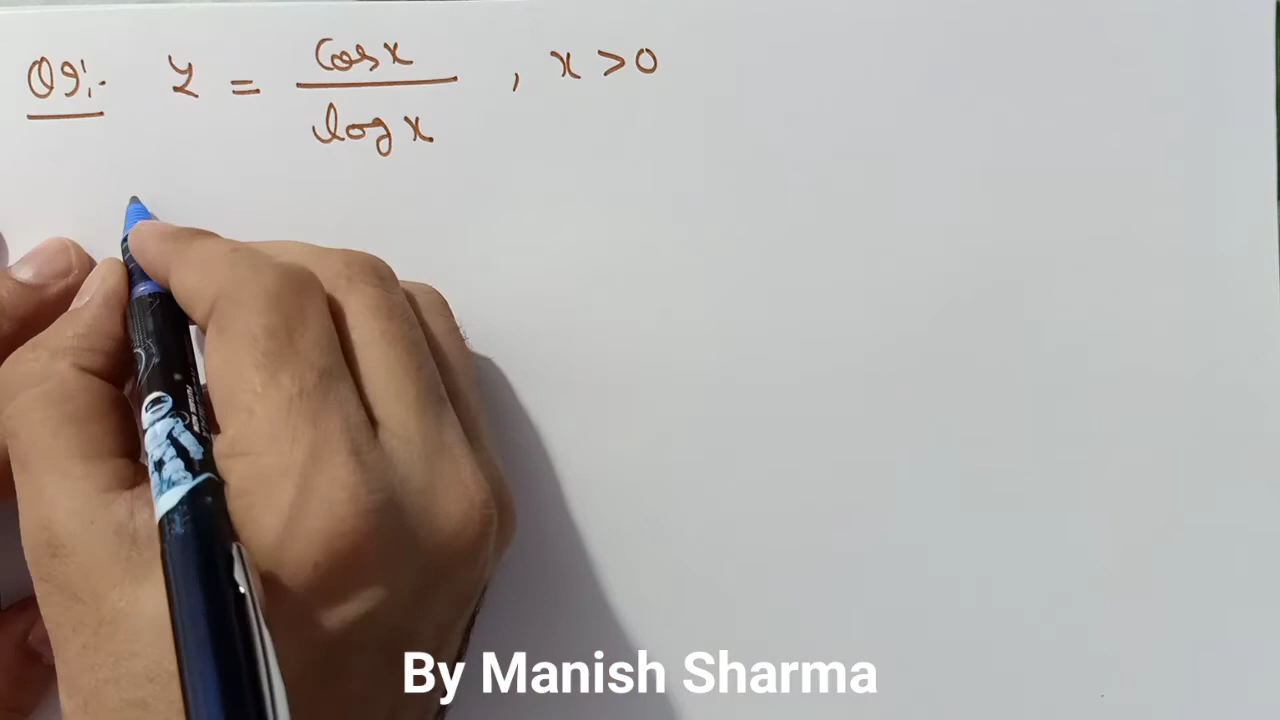 Q9:- y = cos x / log x , x > 0
By Manish Sharma